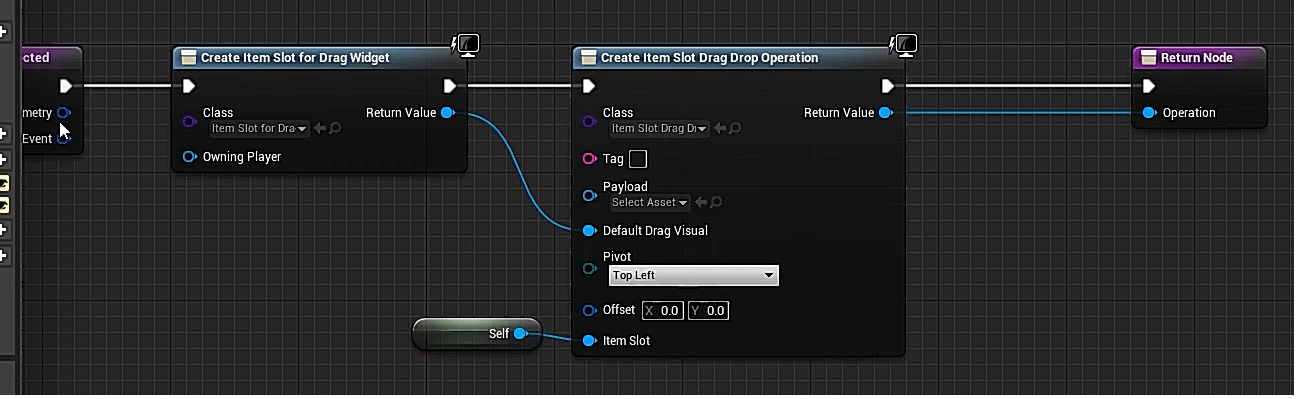 cted
metry
Event
Create Item Slot for Drag Widget
Class
Return Value
Item Slot for Dra
Owning Player
Create Item Slot Drag Drop Operation
Class
Return Value
Item Slot Drag Dr
Tag
Payload
Select Asset
Default Drag Visual
Pivot
Top Left
Offset X 0.0 Y 0.0
Item Slot
Self
Return Node
Operation